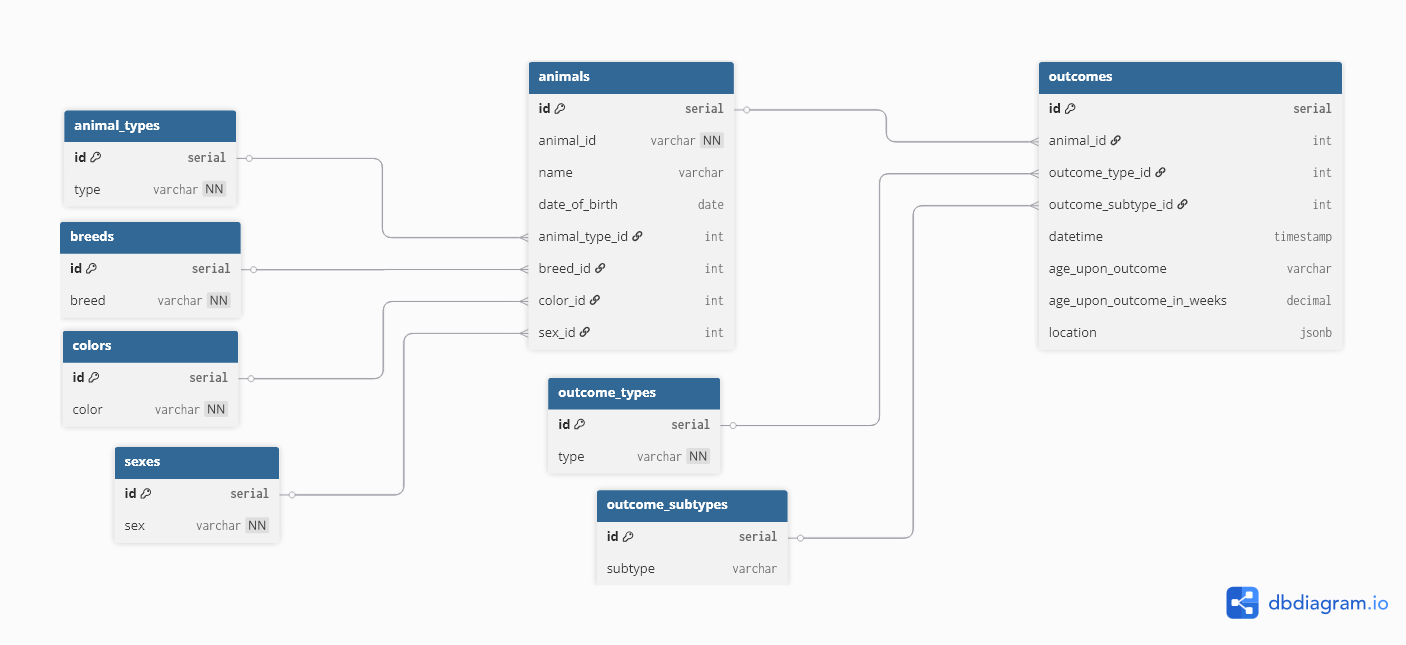 animal_types
id serial
type varchar NN
breeds
id serial
breed varchar NN
colors
id serial
color varchar NN
sexes
id serial
sex varchar NN
animals
id serial
animal_id varchar NN
name varchar
date_of_birth date
animal_type_id int
breed_id int
color_id int
sex_id int
outcome_types
id serial
type varchar NN
outcome_subtypes
id serial
subtype varchar
outcomes
id serial
animal_id int
outcome_type_id int
outcome_subtype_id int
datetime timestamp
age_upon_outcome varchar
age_upon_outcome_in_weeks decimal
location jsonb
dbdiagram.io